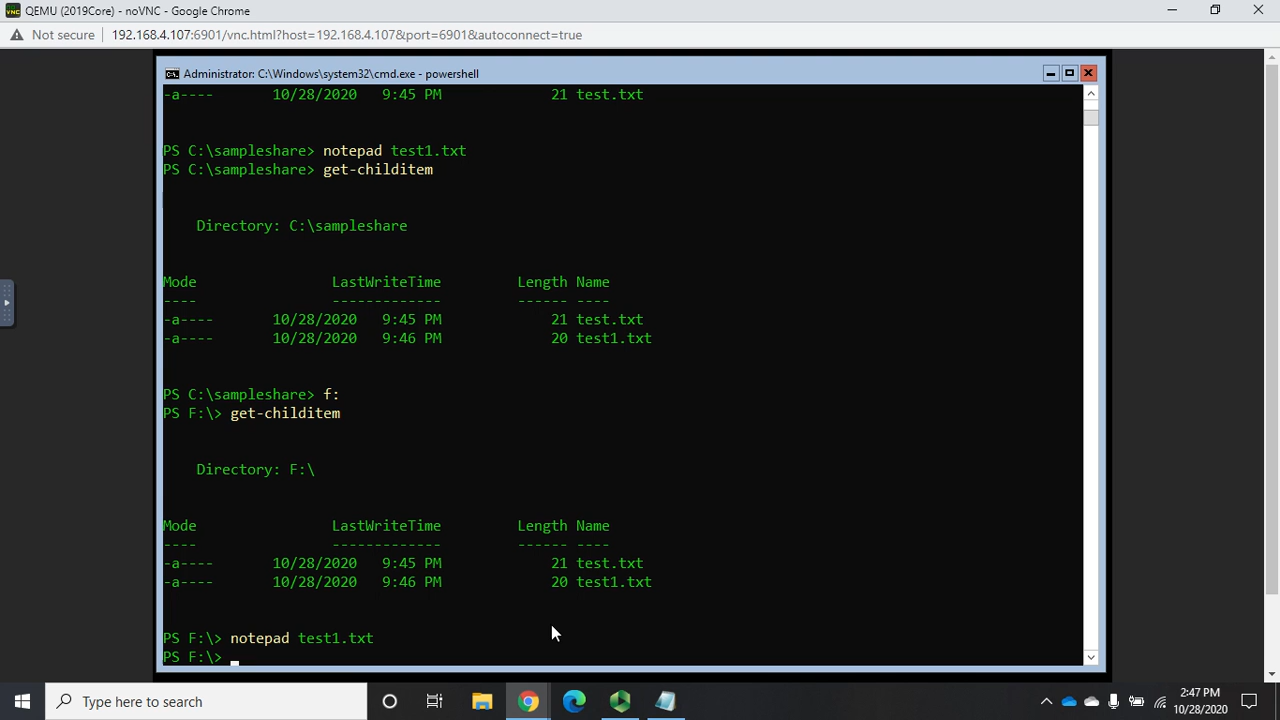 QEMU (2019Core) - noVNC - Google Chrome
Not secure 192.168.4.107:6901/vnc.html?host=192.168.4.107&port=6901&autoconnect=true
Administrator: C:\Windows\system32\cmd.exe - powershell
-a---- 10/28/2020 9:45 PM 21 test.txt
PS C:\sampleshare> notepad test1.txt
PS C:\sampleshare> get-childitem
Directory: C:\sampleshare
Mode LastWriteTime Length Name
---- ------------- ------ ----
-a---- 10/28/2020 9:45 PM 21 test.txt
-a---- 10/28/2020 9:46 PM 20 test1.txt
PS C:\sampleshare> f:
PS F:\> get-childitem
Directory: F:\
Mode LastWriteTime Length Name
---- ------------- ------ ----
-a---- 10/28/2020 9:45 PM 21 test.txt
-a---- 10/28/2020 9:46 PM 20 test1.txt
PS F:\> notepad test1.txt
PS F:\>
Type here to search
2:47 PM
10/28/2020